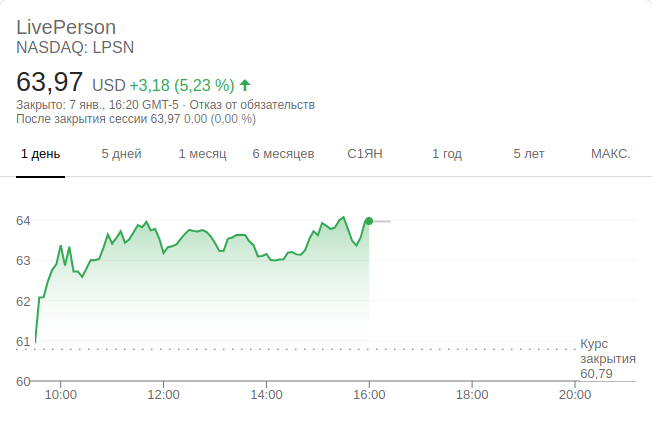 LivePerson
NASDAQ: LPSN
63,97 USD +3,18 (5,23 %)
Закрыто: 7 янв., 16:20 GMT-5 · Отказ от обязательств
После закрытия сессии 63,97 0,00 (0,00 %)
1 день 5 дней 1 месяц 6 месяцев С1ЯН 1 год 5 лет МАКС.
64
63
62
61
Курс
закрытия
60,79
60
10:00 12:00 14:00 16:00 18:00 20:00